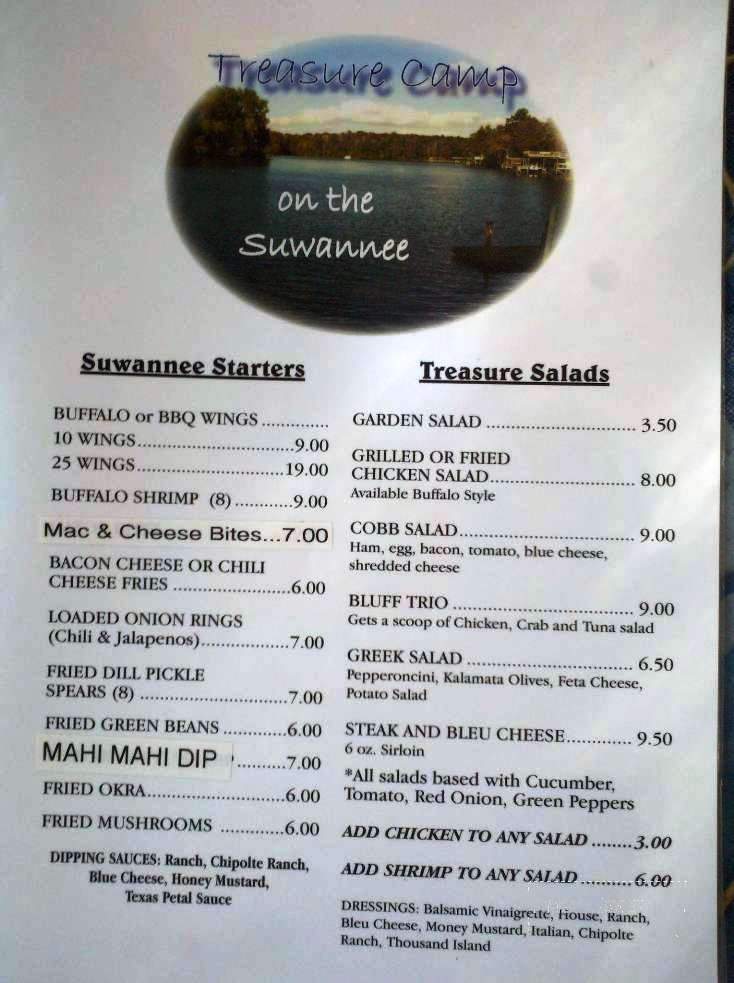 Treasure Camp
on the
Suwannee
Suwannee Starters
BUFFALO or BBQ WINGS .............
10 WINGS............................9.00
25 WINGS...........................19.00
BUFFALO SHRIMP (8) ...........9.00
Mac & Cheese Bites...7.00
BACON CHEESE OR CHILI
CHEESE FRIES ......................6.00
LOADED ONION RINGS
(Chili & Jalapenos)................7.00
FRIED DILL PICKLE
SPEARS (8) ...........................7.00
FRIED GREEN BEANS ............6.00
MAHI MAHI DIP ..........7.00
FRIED OKRA..........................6.00
FRIED MUSHROOMS ............6.00
DIPPING SAUCES: Ranch, Chipolte Ranch,
Blue Cheese, Honey Mustard,
Texas Petal Sauce
Treasure Salads
GARDEN SALAD ............................ 3.50
GRILLED OR FRIED
CHICKEN SALAD........................... 8.00
Available Buffalo Style
COBB SALAD................................. 9.00
Ham, egg, bacon, tomato, blue cheese,
shredded cheese
BLUFF TRIO .................................. 9.00
Gets a scoop of Chicken, Crab and Tuna salad
GREEK SALAD ............................... 6.50
Pepperoncini, Kalamata Olives, Feta Cheese,
Potato Salad
STEAK AND BLEU CHEESE............ 9.50
6 oz. Sirloin
*All salads based with Cucumber,
Tomato, Red Onion, Green Peppers
ADD CHICKEN TO ANY SALAD ........3.00
ADD SHRIMP TO ANY SALAD ..........6.00
DRESSINGS: Balsamic Vinaigrette, House, Ranch,
Bleu Cheese, Money Mustard, Italian, Chipolte
Ranch, Thousand Island